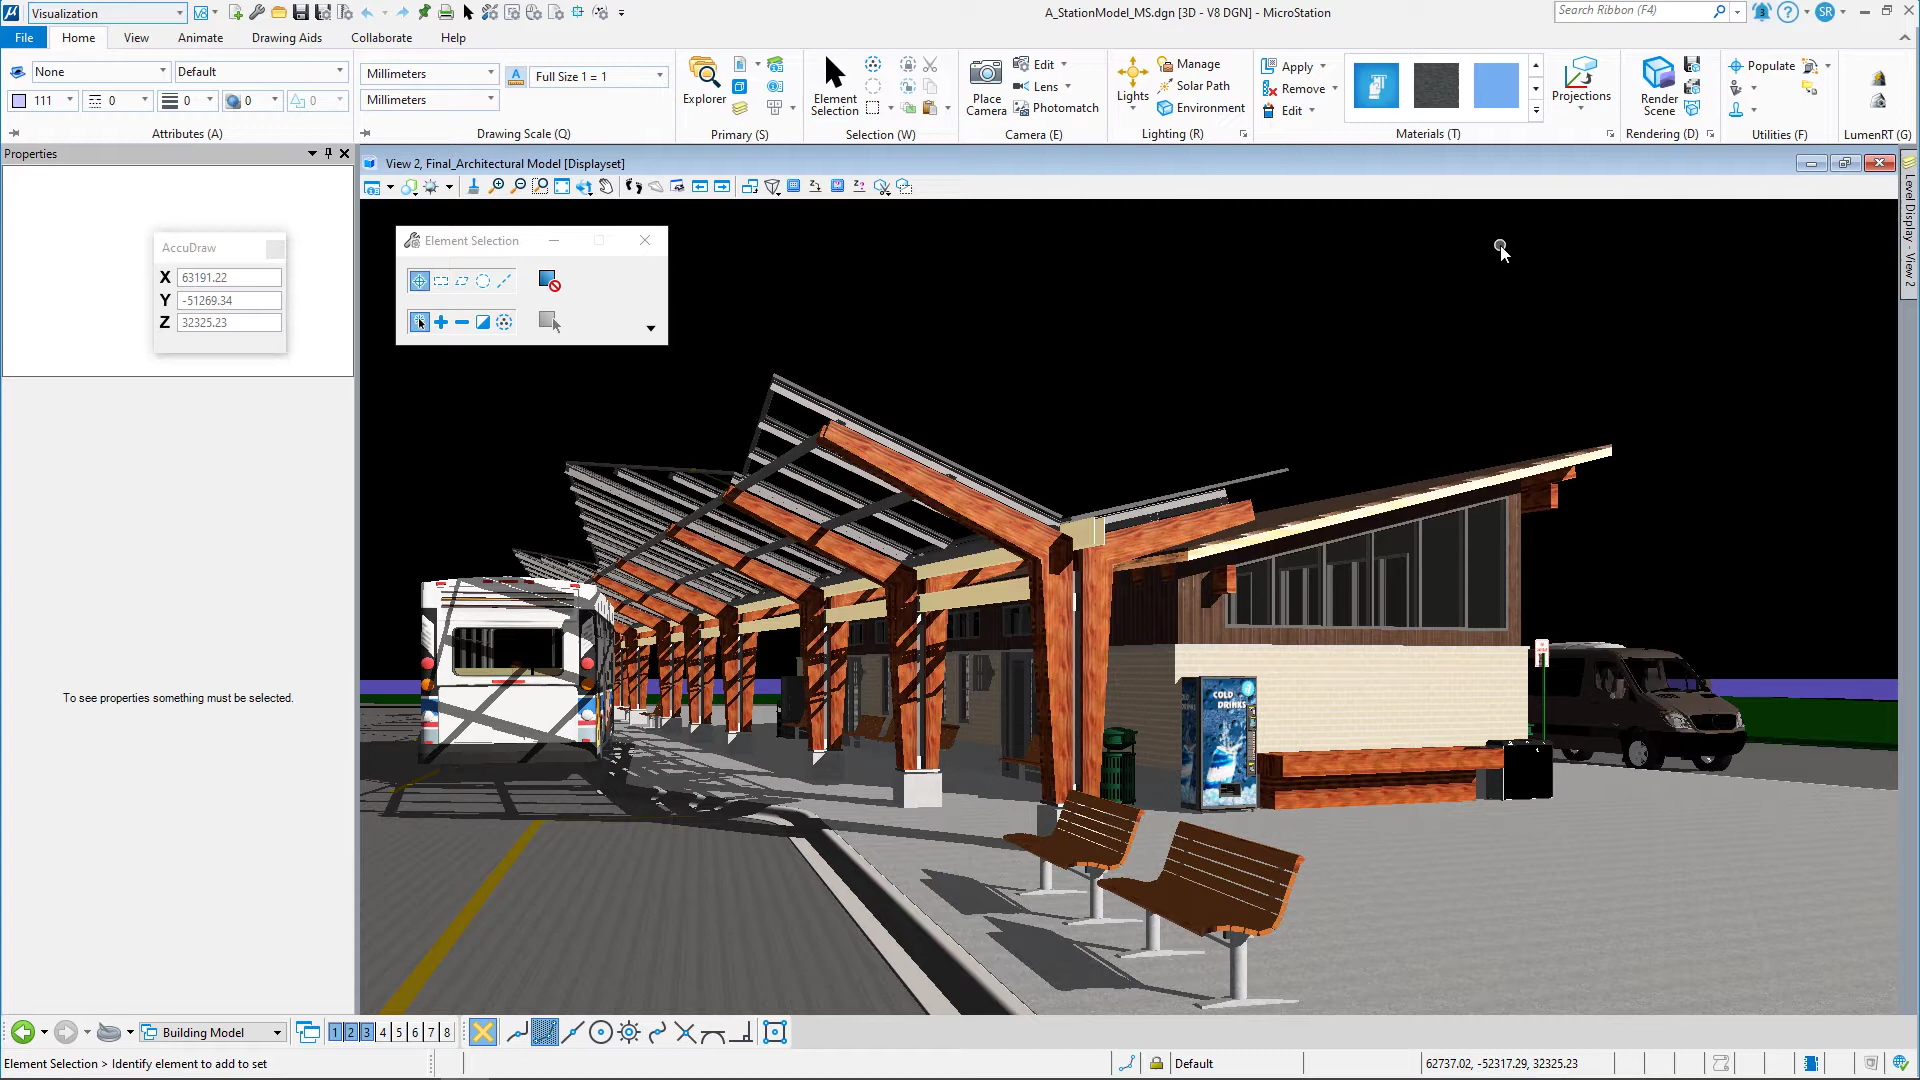 Visualization
A_StationModel_MS.dgn [3D - V8 DGN] - MicroStation
Search Ribbon (F4)
3
SR
File
Home
View
Animate
Drawing Aids
Collaborate
Help
None
Default
111
0
0
0
0
Attributes (A)
Millimeters
Millimeters
Full Size 1 = 1
Drawing Scale (Q)
Explorer
Primary (S)
Element
Selection
Selection (W)
Place
Camera
Edit
Lens
Photomatch
Camera (E)
Lights
Manage
Solar Path
Environment
Lighting (R)
Apply
Remove
Edit
Materials (T)
Projections
Render
Scene
Rendering (D)
Populate
Utilities (F)
LumenRT (G)
Properties
View 2, Final_Architectural Model [Displayset]
Level Display - View 2
AccuDraw
X 63191.22
Y -51269.34
Z 32325.23
Element Selection
To see properties something must be selected.
COLD
DRINKS
Building Model
1 2 3 4 5 6 7 8
Element Selection > Identify element to add to set
Default
62737.02, -52317.29, 32325.23